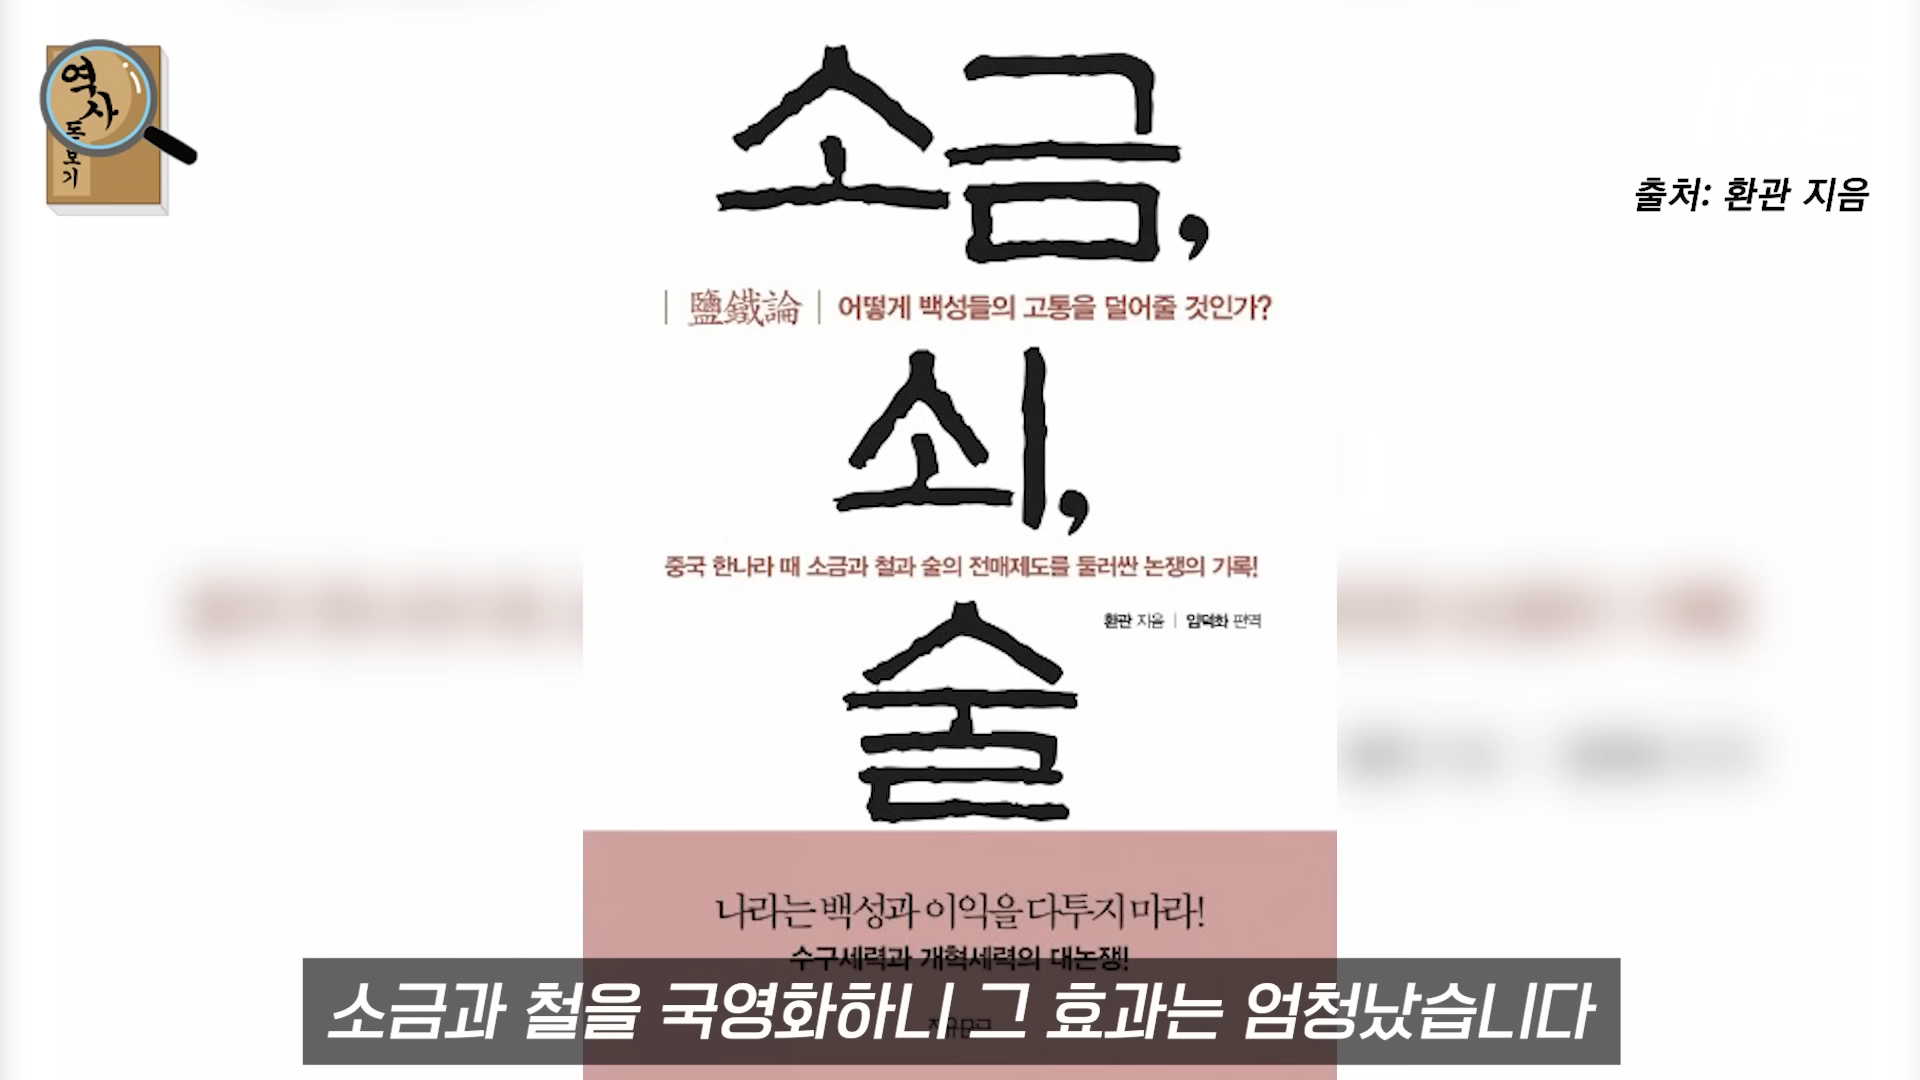 역사
돋보기
출처: 환관 지음
소금,
鹽鐵論 어떻게 백성들의 고통을 덜어줄 것인가?
쇠,
중국 한나라 때 소금과 철과 술의 전매제도를 둘러싼 논쟁의 기록!
환관 지음 | 임덕화 편역
술
나라는 백성과 이익을 다투지 마라!
수구세력과 개혁세력의 대논쟁!
소금과 철을 국영화하니 그 효과는 엄청났습니다